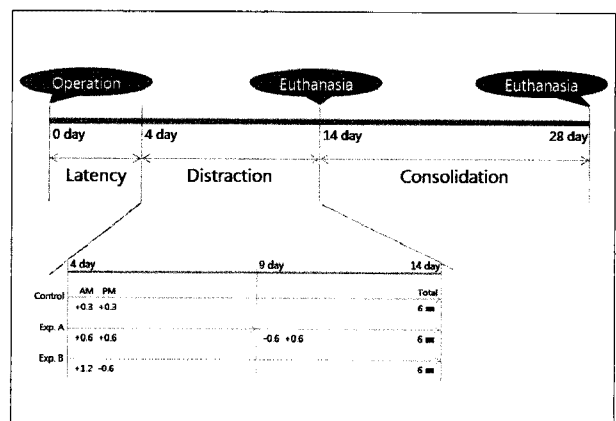 Operation Euthanasia Euthanasia
0 day 4 day 14 day 28 day
Latency Distraction Consolidation
4 day 9 day 14 day
Control AM PM Total
+0.3 +0.3 6 mm
Exp. A
+0.6 +0.6 -0.6 +0.6 6 mm
Exp. B
+1.2 -0.6 6 mm